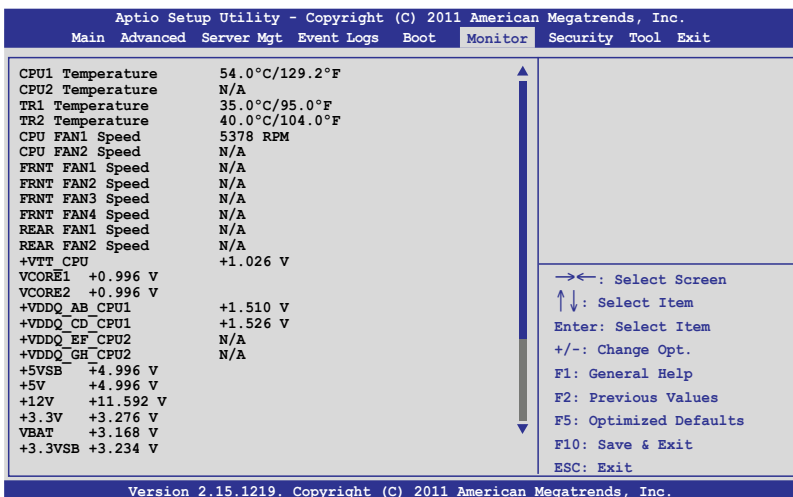 Aptio Setup Utility - Copyright (C) 2011 American Megatrends, Inc.
Main Advanced Server Mgt Event Logs Boot Monitor Security Tool Exit
CPU1 Temperature 54.0°C/129.2°F
CPU2 Temperature N/A
TR1 Temperature 35.0°C/95.0°F
TR2 Temperature 40.0°C/104.0°F
CPU FAN1 Speed 5378 RPM
CPU FAN2 Speed N/A
FRNT FAN1 Speed N/A
FRNT FAN2 Speed N/A
FRNT FAN3 Speed N/A
FRNT FAN4 Speed N/A
REAR FAN1 Speed N/A
REAR FAN2 Speed N/A
+VTT_CPU +1.026 V
VCORE1 +0.996 V
VCORE2 +0.996 V
+VDDQ_AB_CPU1 +1.510 V
+VDDQ_CD_CPU1 +1.526 V
+VDDQ_EF_CPU2 N/A
+VDDQ_GH_CPU2 N/A
+5VSB +4.996 V
+5V +4.996 V
+12V +11.592 V
+3.3V +3.276 V
VBAT +3.168 V
+3.3VSB +3.234 V
→←: Select Screen
↑↓: Select Item
Enter: Select Item
+/-: Change Opt.
F1: General Help
F2: Previous Values
F5: Optimized Defaults
F10: Save & Exit
ESC: Exit
Version 2.15.1219. Copyright (C) 2011 American Megatrends, Inc.